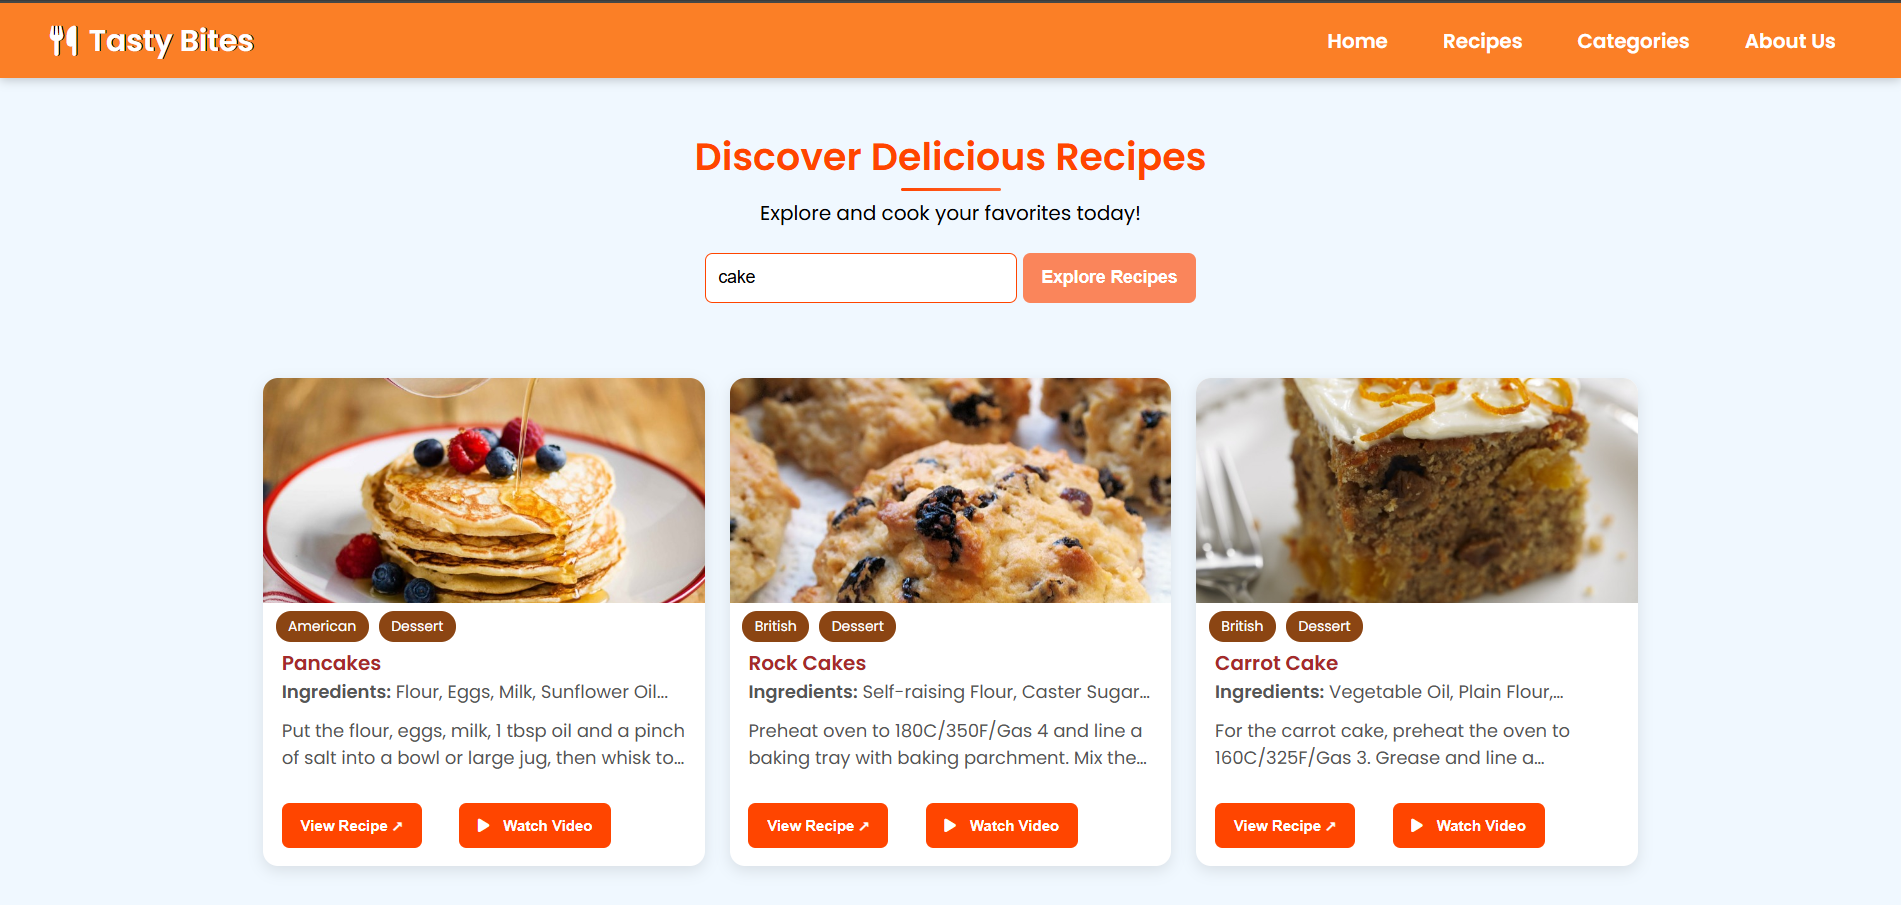 Tasty Bites
Home Recipes Categories About Us
Discover Delicious Recipes
Explore and cook your favorites today!
cake
Explore Recipes
American Dessert
Pancakes
Ingredients: Flour, Eggs, Milk, Sunflower Oil...
Put the flour, eggs, milk, 1 tbsp oil and a pinch
of salt into a bowl or large jug, then whisk to...
View Recipe ↗ Watch Video
British Dessert
Rock Cakes
Ingredients: Self-raising Flour, Caster Sugar...
Preheat oven to 180C/350F/Gas 4 and line a
baking tray with baking parchment. Mix the...
View Recipe ↗ Watch Video
British Dessert
Carrot Cake
Ingredients: Vegetable Oil, Plain Flour,...
For the carrot cake, preheat the oven to
160C/325F/Gas 3. Grease and line a...
View Recipe ↗ Watch Video